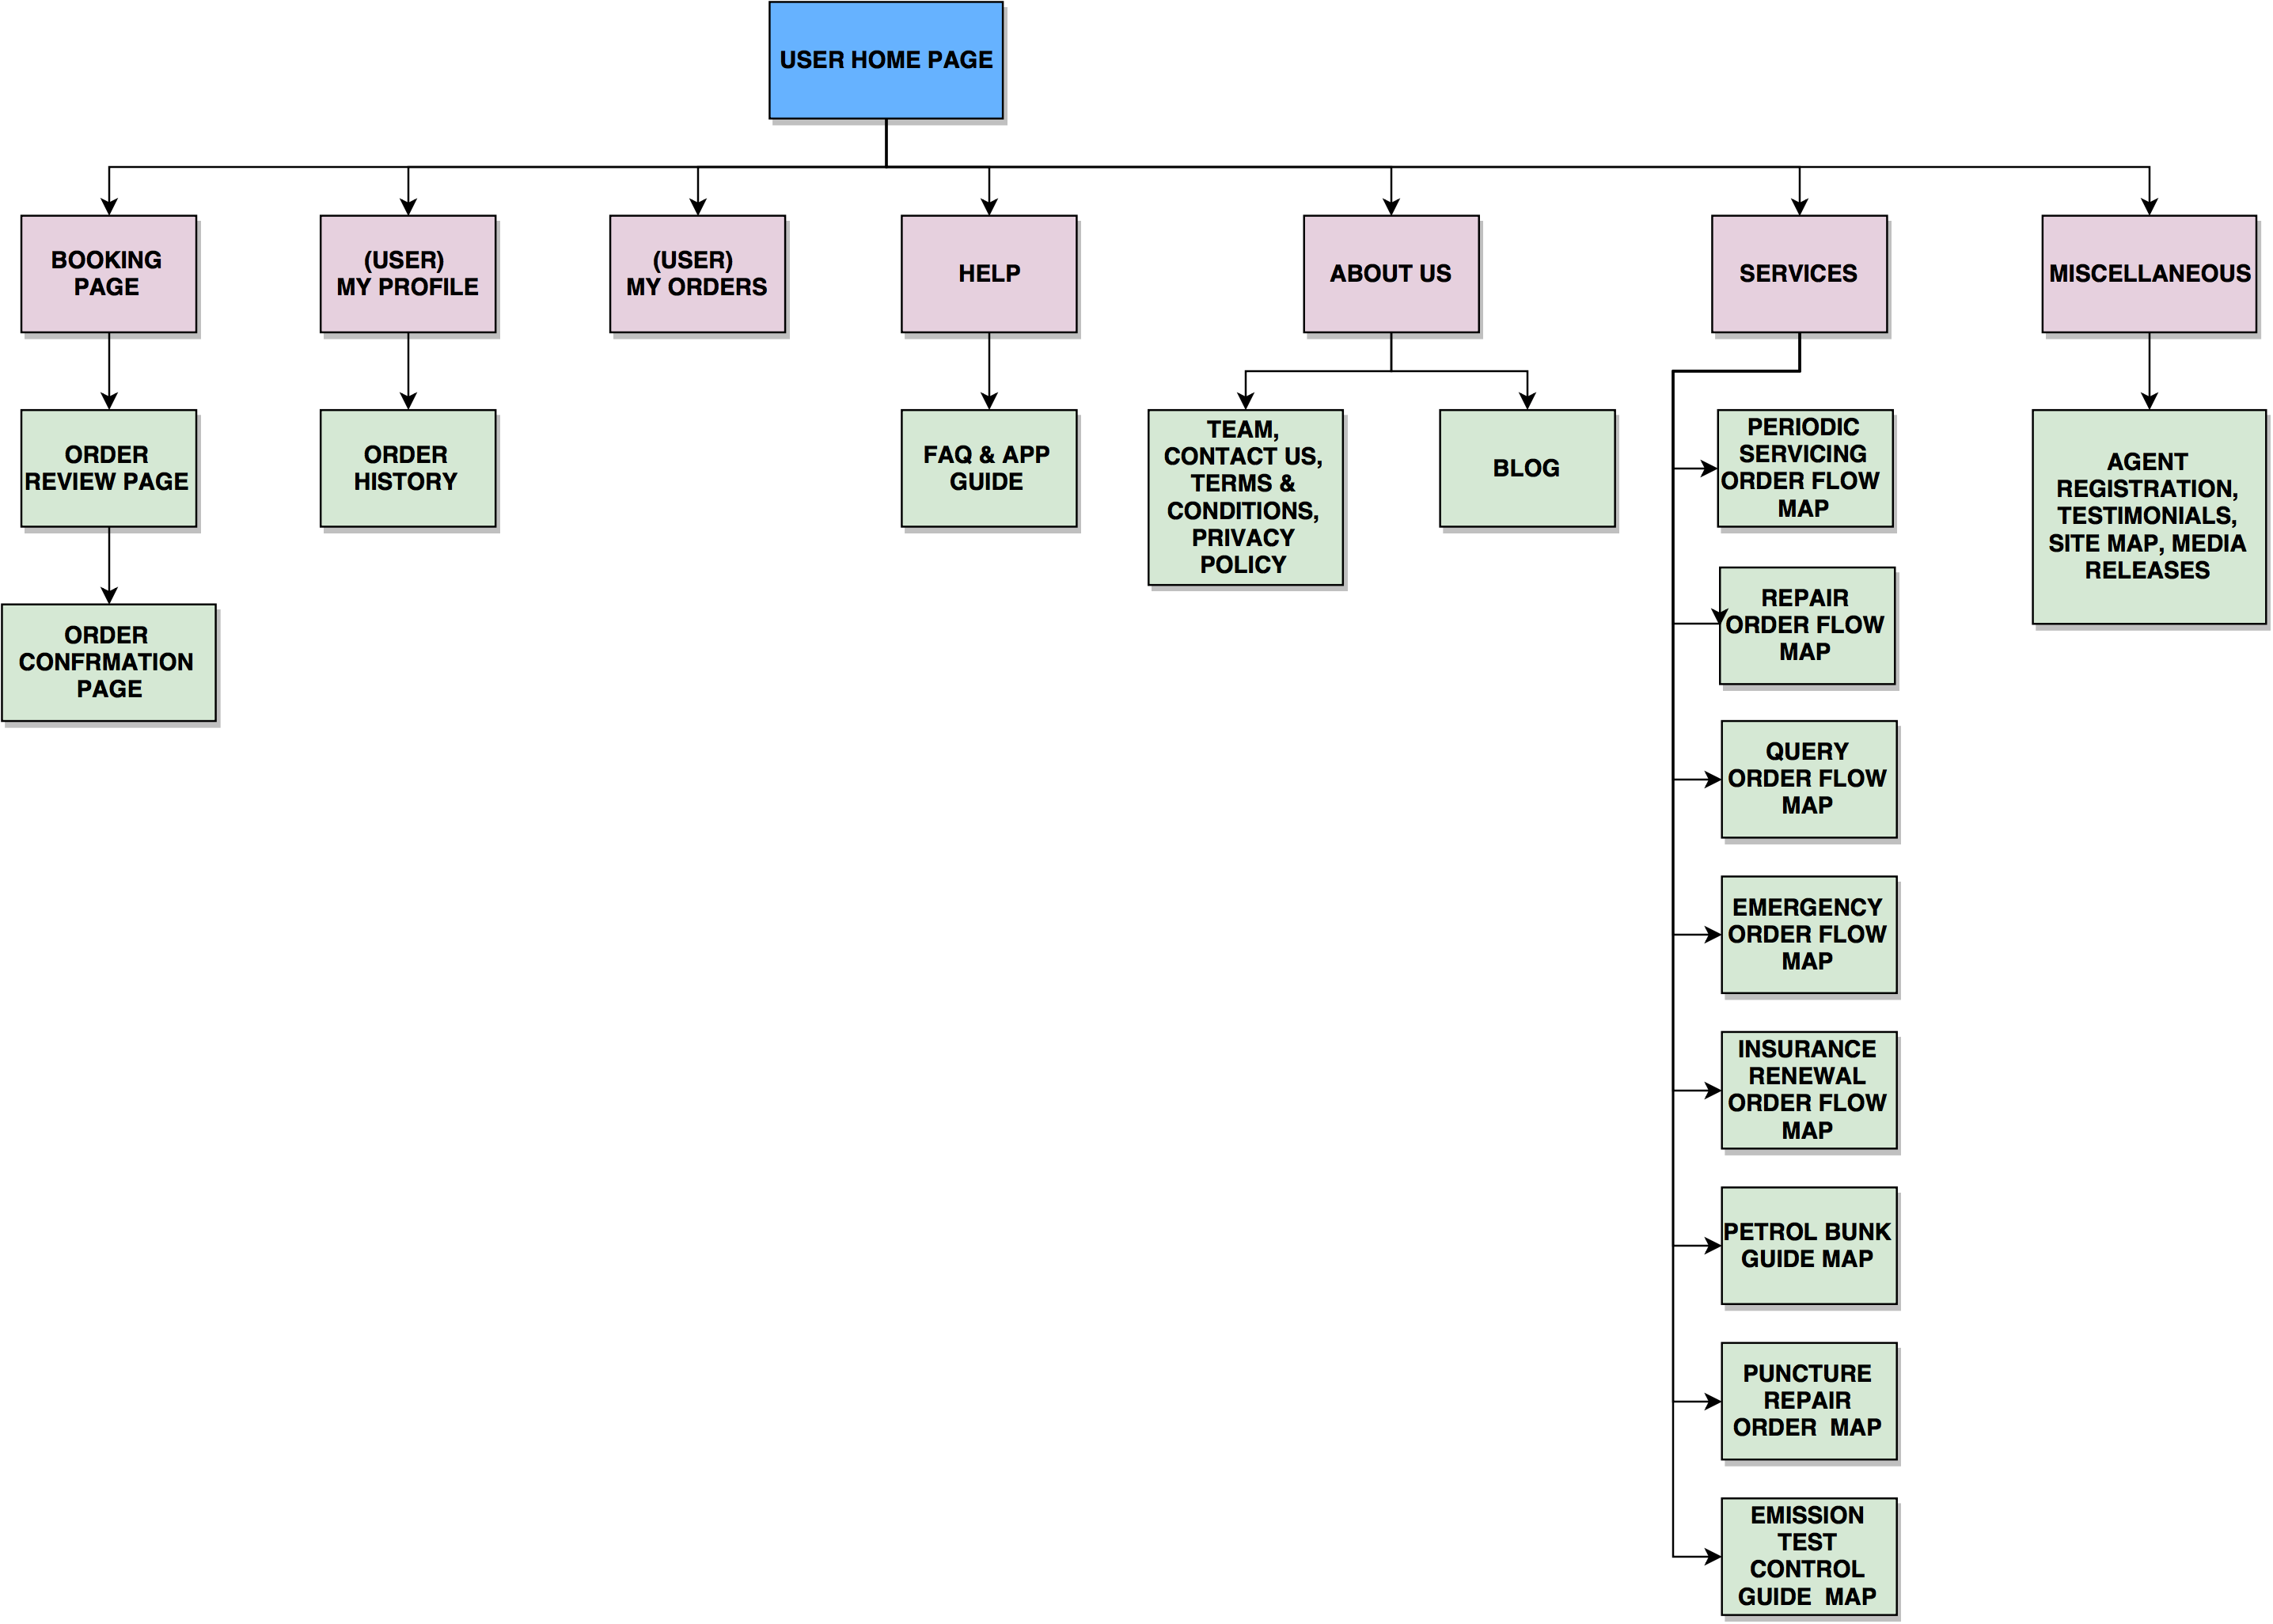 USER HOME PAGE
BOOKING
PAGE
(USER)
MY PROFILE
(USER)
MY ORDERS
HELP
ABOUT US
SERVICES
MISCELLANEOUS
ORDER
REVIEW PAGE
ORDER
HISTORY
FAQ & APP
GUIDE
TEAM,
CONTACT US,
TERMS &
CONDITIONS,
PRIVACY
POLICY
BLOG
PERIODIC
SERVICING
ORDER FLOW
MAP
AGENT
REGISTRATION,
TESTIMONIALS,
SITE MAP, MEDIA
RELEASES
ORDER
CONFRMATION
PAGE
REPAIR
ORDER FLOW
MAP
QUERY
ORDER FLOW
MAP
EMERGENCY
ORDER FLOW
MAP
INSURANCE
RENEWAL
ORDER FLOW
MAP
PETROL BUNK
GUIDE MAP
PUNCTURE
REPAIR
ORDER  MAP
EMISSION
TEST
CONTROL
GUIDE  MAP